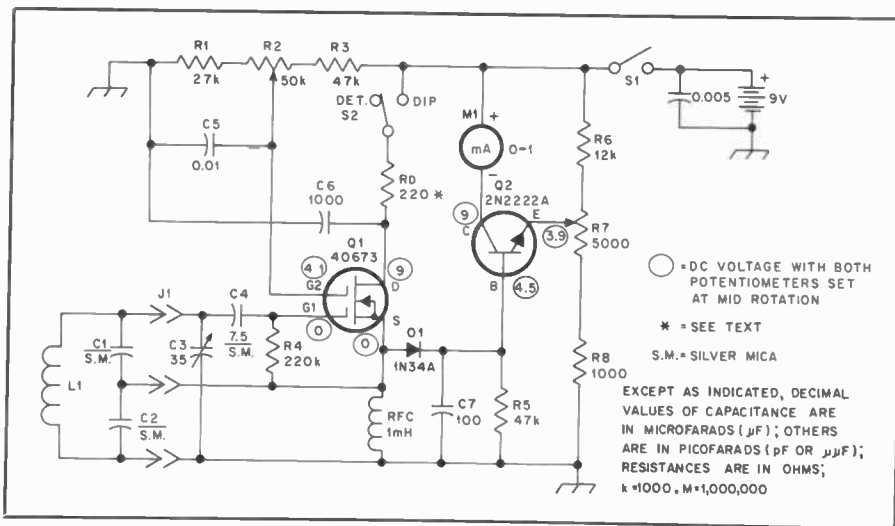 R1
27k
R2
50k
R3
47k
S1
0.005
+
9V
DET.
DIP
S2
M1
+
mA
0-1
-
R6
12k
C5
0.01
RD
220 *
Q2
2N2222A
C6
1000
9
C
E
3.9
R7
5000
Q1
40673
B
4.5
4.1
G2
9
D
G1
0
S
0
J1
C4
7.5
S.M.
C1
S.M.
C3
35
R4
220k
L1
D1
1N34A
C2
S.M.
RFC
1mH
C7
100
R5
47k
R8
1000
= DC VOLTAGE WITH BOTH
POTENTIOMETERS SET
AT MID ROTATION
* = SEE TEXT
S.M.= SILVER MICA
EXCEPT AS INDICATED, DECIMAL
VALUES OF CAPACITANCE ARE
IN MICROFARADS (μF); OTHERS
ARE IN PICOFARADS (pF OR μμF);
RESISTANCES ARE IN OHMS;
k=1000, M=1,000,000